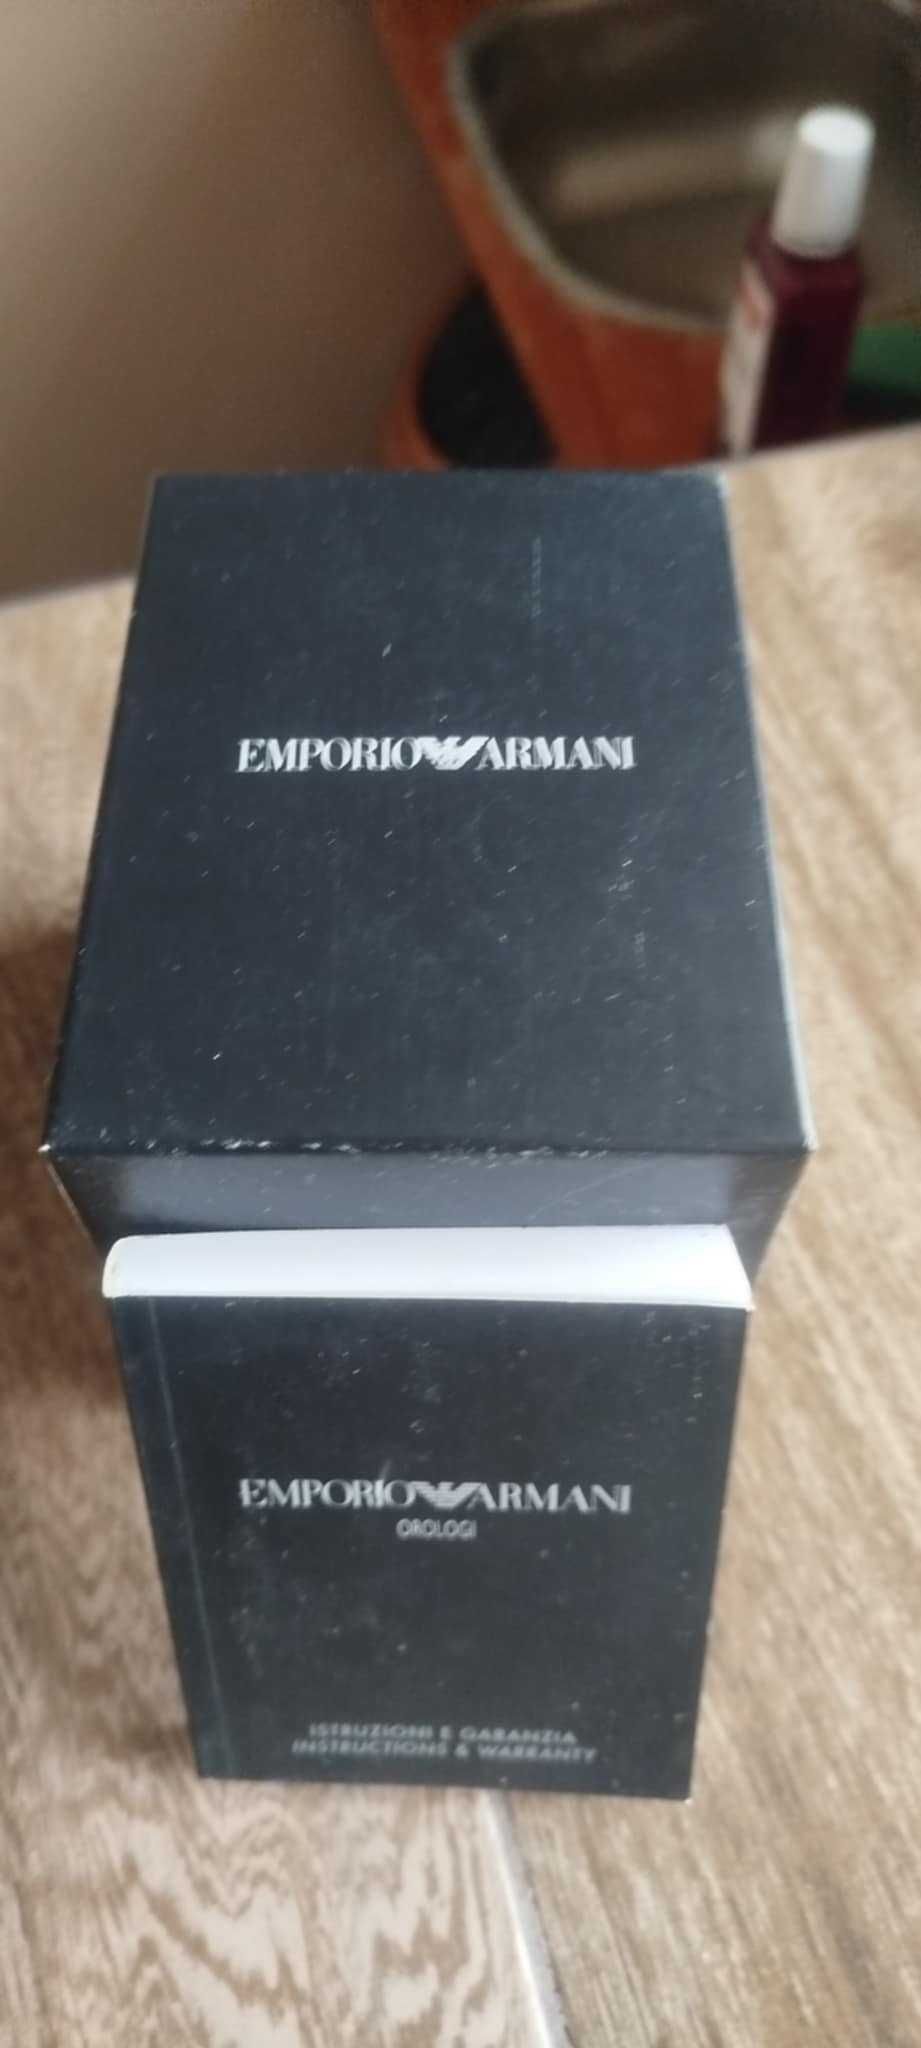 EMPORIO ARMANI
EMPORIO ARMANI
OROLOGI
ISTRUZIONI E GARANZIA
INSTRUCTIONS & WARRANTY